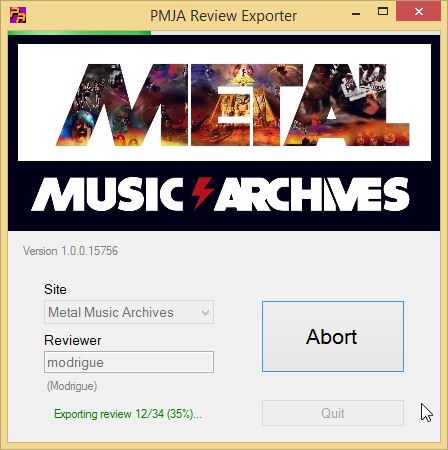 PMJA Review Exporter
METAL
MUSIC ARCHIVES
Version 1.0.0.15756
Site
Metal Music Archives
Reviewer
modrigue
(Modrigue)
Abort
Exporting review 12/34 (35%)...
Quit